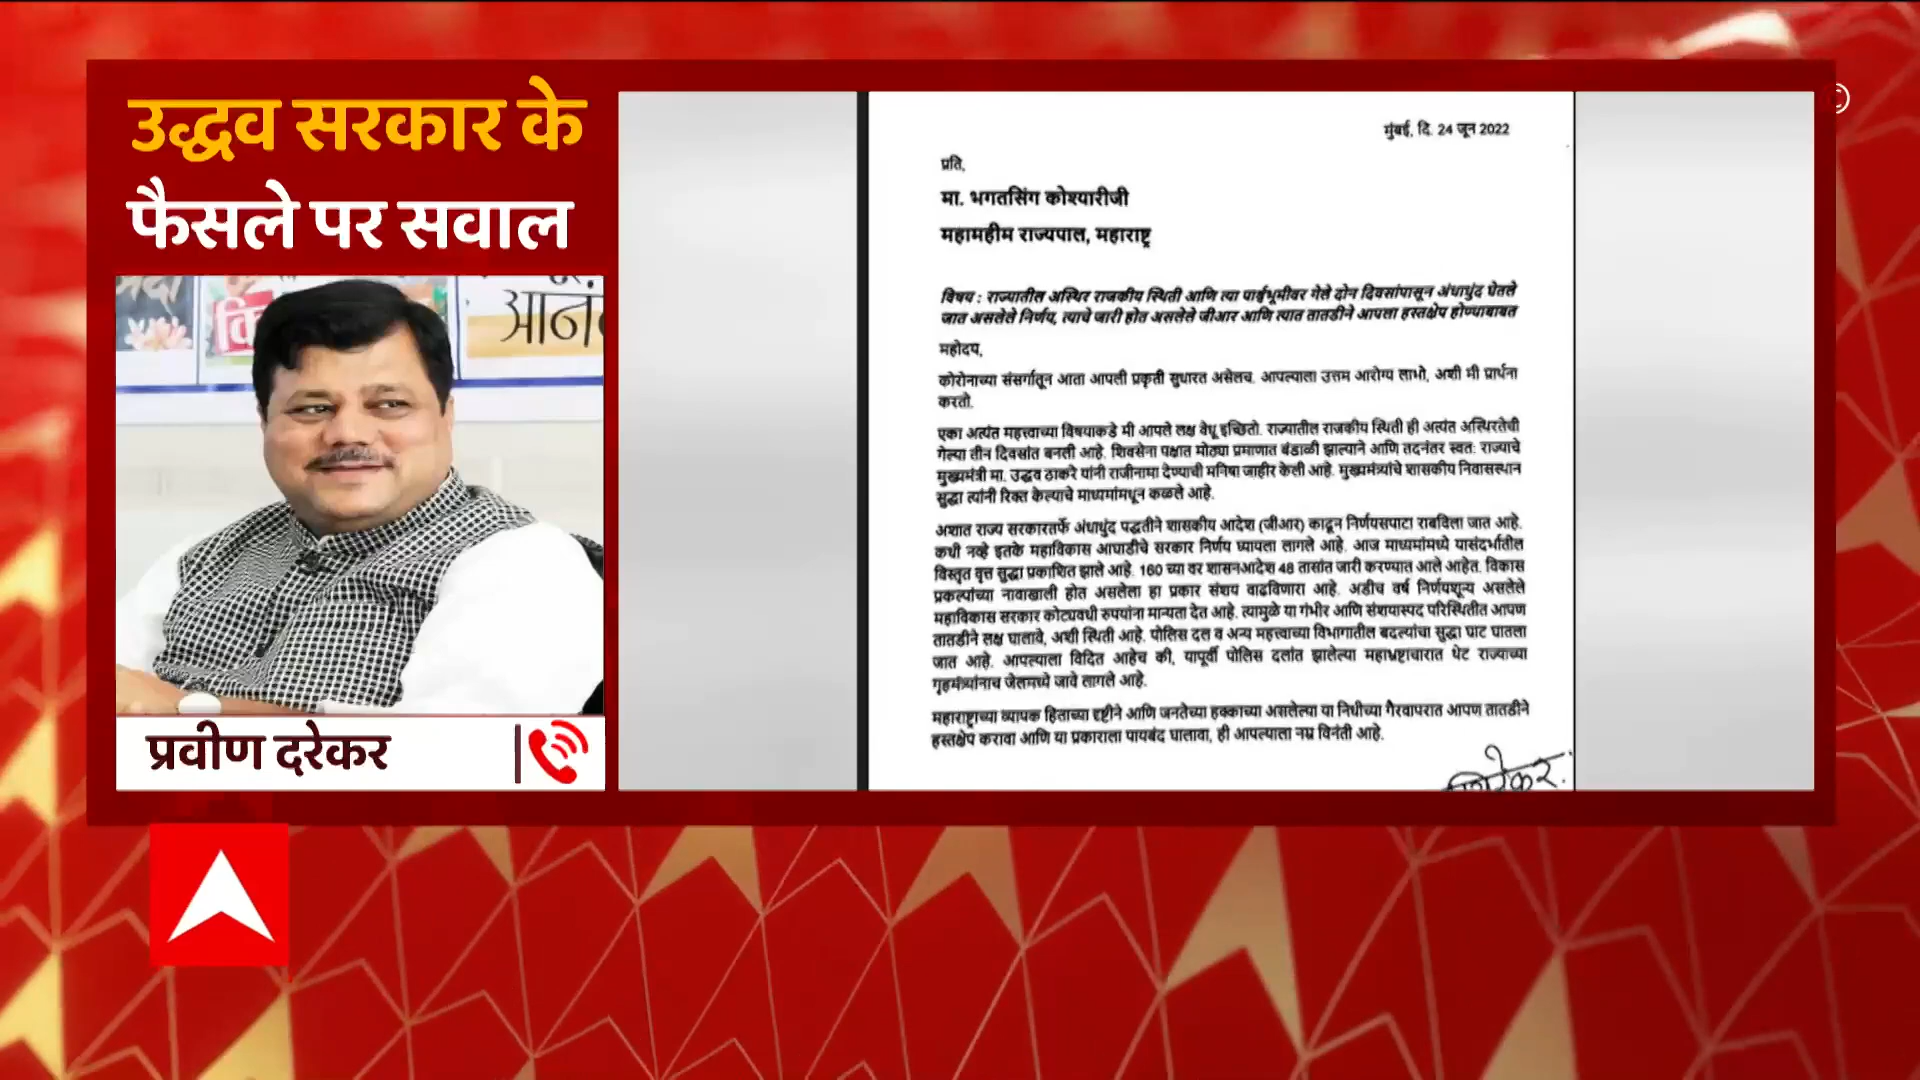 उद्धव सरकार के
फैसले पर सवाल
आनं
प्रवीण दरेकर
मुंबई, दि. 24 जून 2022
प्रति,
मा. भगतसिंग कोश्यारीजी
महामहीम राज्यपाल, महाराष्ट्र
विषय : राज्यातील अस्थिर राजकीय स्थिती आणि त्या पार्श्वभूमीवर गेले दोन दिवसांपासून अंधाधुंद घेतले
जात असलेले निर्णय, त्याचे जारी होत असलेले जीआर आणि त्यात तातडीने आपला हस्तक्षेप होण्याबाबत
महोदय,
कोरोनाच्या संसर्गातून आता आपली प्रकृती सुधारत असेलच. आपल्याला उत्तम आरोग्य लाभो, अशी मी प्रार्थना
करतो.
एका अत्यंत महत्त्वाच्या विषयाकडे मी आपले लक्ष वेधू इच्छितो. राज्यातील राजकीय स्थिती ही अत्यंत अस्थिरतेची
गेल्या तीन दिवसांत बनली आहे. शिवसेना पक्षात मोठ्या प्रमाणात बंडाळी झाल्याने आणि तदनंतर स्वतः राज्याचे
मुख्यमंत्री मा. उद्धव ठाकरे यांनी राजीनामा देण्याची मनिषा जाहीर केली आहे. मुख्यमंत्र्यांचे शासकीय निवासस्थान
सुद्धा त्यांनी रिक्त केल्याचे माध्यमांमधून कळले आहे.
अशात राज्य सरकारतर्फे अंधाधुंद पद्धतीने शासकीय आदेश (जीआर) काढून निर्णयसपाटा राबविला जात आहे.
कधी नव्हे इतके महाविकास आघाडीचे सरकार निर्णय घ्यायला लागले आहे. आज माध्यमांमध्ये यासंदर्भातील
विस्तृत वृत्त सुद्धा प्रकाशित झाले आहे. 160 च्या वर शासनआदेश 48 तासांत जारी करण्यात आले आहेत. विकास
प्रकल्पांच्या नावाखाली होत असलेला हा प्रकार संशय वाढविणारा आहे. अडीच वर्ष निर्णयशून्य असलेले
महाविकास सरकार कोट्यवधी रुपयांना मान्यता देत आहे. त्यामुळे या गंभीर आणि संशयास्पद परिस्थितीत आपण
तातडीने लक्ष घालावे, अशी स्थिती आहे. पोलिस दल व अन्य महत्त्वाच्या विभागातील बदल्यांचा सुद्धा घाट घातला
जात आहे. आपल्याला विदित आहेच की, यापूर्वी पोलिस दलांत झालेल्या महाभ्रष्टाचारात थेट राज्याच्या
गृहमंत्र्यांनाच जेलमध्ये जावे लागले आहे.
महाराष्ट्राच्या व्यापक हिताच्या दृष्टीने आणि जनतेच्या हक्काच्या असलेल्या या निधीच्या गैरवापरात आपण तातडीने
हस्तक्षेप करावा आणि या प्रकाराला पायबंद घालावा, ही आपल्याला नम्र विनंती आहे.